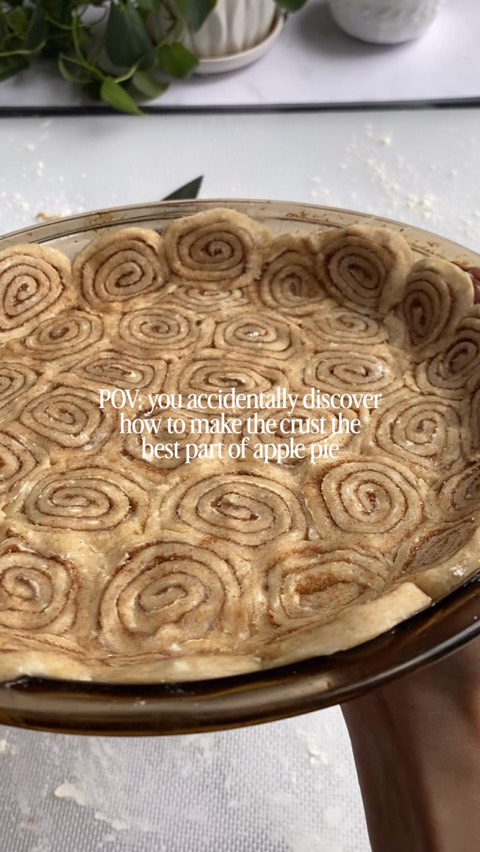 POV: you accidentally discover
how to make the crust the
best part of apple pie